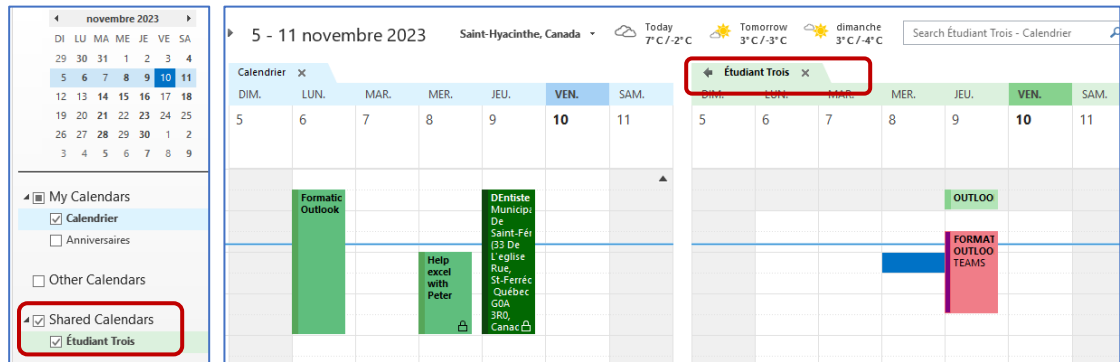 novembre 2023
DI LU MA ME JE VE SA
29 30 31 1 2 3 4
5 6 7 8 9 10 11
12 13 14 15 16 17 18
19 20 21 22 23 24 25
26 27 28 29 30 1 2
3 4 5 6 7 8 9
My Calendars
Calendrier
Anniversaires
Other Calendars
Shared Calendars
Étudiant Trois
5 - 11 novembre 2023
Saint-Hyacinthe, Canada
Today
7°C/-2°C
Tomorrow
3°C/-3°C
dimanche
3°C/-4°C
Search Étudiant Trois - Calendrier
Calendrier
DIM. LUN. MAR. MER. JEU. VEN. SAM.
5 6 7 8 9 10 11
Formatic
Outlook
Help
excel
with
Peter
DEntiste
Municipa
De
Saint-Fér
(33 De
L'eglise
Rue,
St-Ferréc
Québec
G0A
3R0,
Canac
Étudiant Trois
DIM. LUN. MAR. MER. JEU. VEN. SAM.
5 6 7 8 9 10 11
OUTLOO
FORMAT
OUTLOO
TEAMS